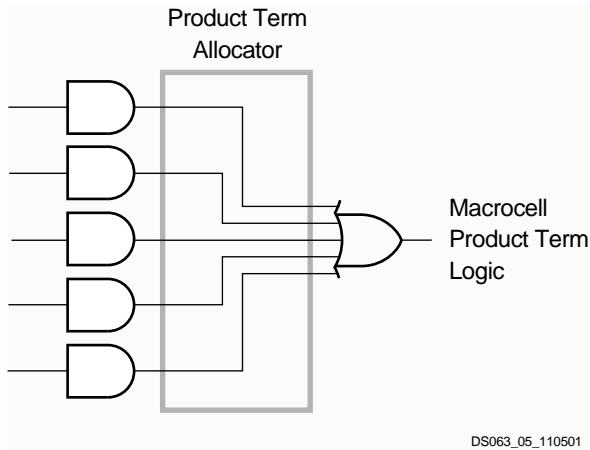 Product Term
Allocator
Macrocell
Product Term
Logic
DS063_05_110501